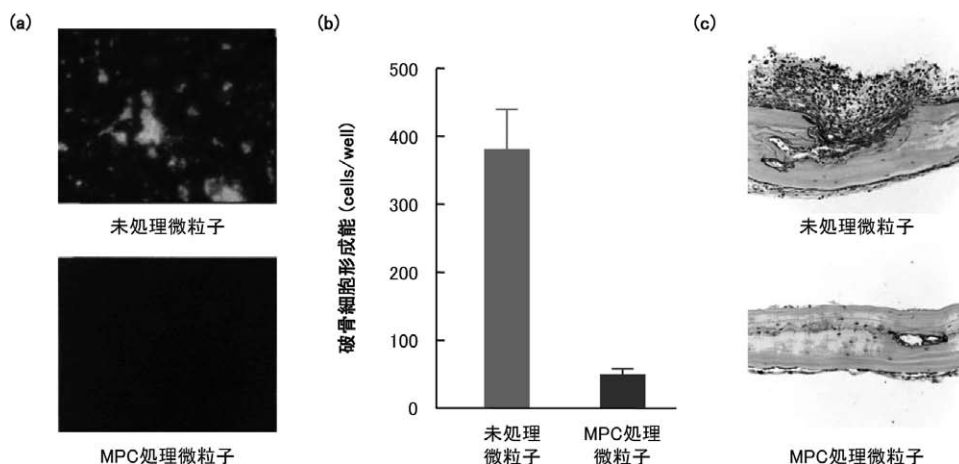 (a)
未処理微粒子
MPC処理微粒子
(b)
破骨細胞形成能 (cells/well)
500
400
300
200
100
0
未処理
微粒子
MPC処理
微粒子
(c)
未処理微粒子
MPC処理微粒子